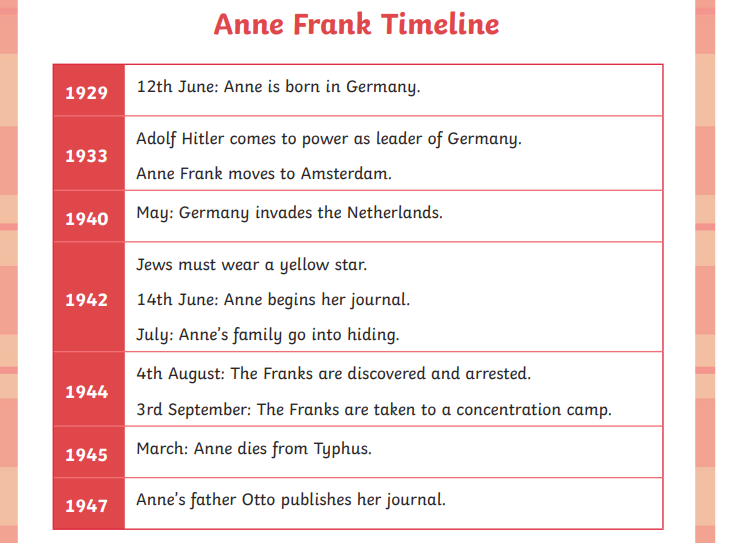 Anne Frank Timeline
1929
12th June: Anne is born in Germany.
1933
Adolf Hitler comes to power as leader of Germany.
Anne Frank moves to Amsterdam.
1940
May: Germany invades the Netherlands.
1942
Jews must wear a yellow star.
14th June: Anne begins her journal.
July: Anne's family go into hiding.
1944
4th August: The Franks are discovered and arrested.
3rd September: The Franks are taken to a concentration camp.
1945
March: Anne dies from Typhus.
1947
Anne's father Otto publishes her journal.